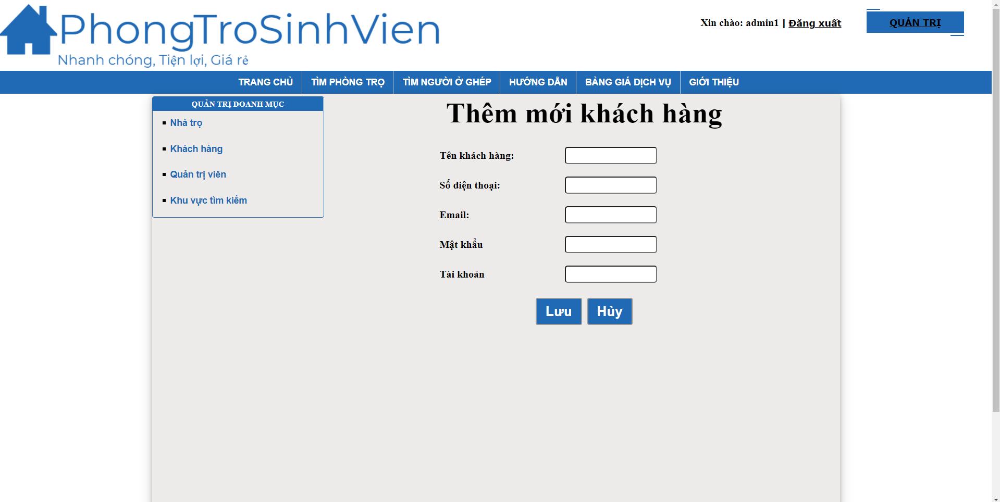 PhongTroSinhVien
Nhanh chóng, Tiện lợi, Giá rẻ
Xin chào: admin1 | Đăng xuất
QUẢN TRỊ
TRANG CHỦ
TÌM PHÒNG TRỌ
TÌM NGƯỜI Ở GHÉP
HƯỚNG DẪN
BẢNG GIÁ DỊCH VỤ
GIỚI THIỆU
QUẢN TRỊ DOANH MỤC
Nhà trọ
Khách hàng
Quản trị viên
Khu vực tìm kiếm
Thêm mới khách hàng
Tên khách hàng:
Số điện thoại:
Email:
Mật khẩu
Tài khoản
Lưu
Hủy